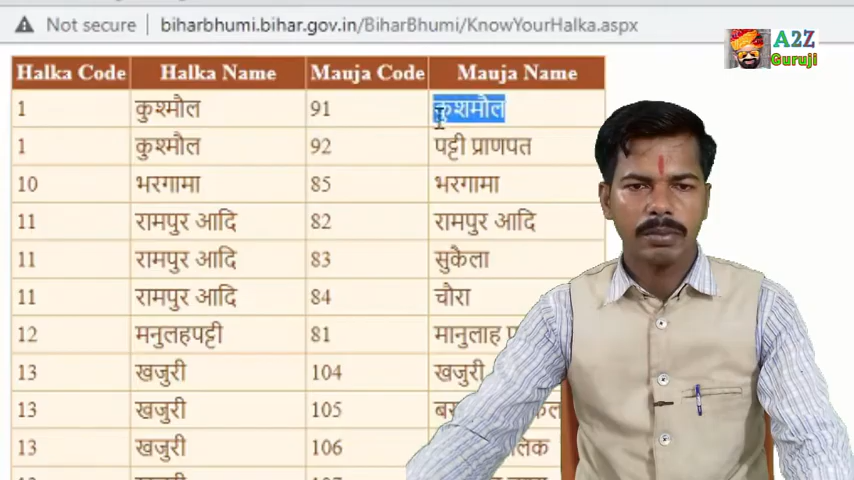 Not secure | biharbhumi.bihar.gov.in/BiharBhumi/KnowYourHalka.aspx
A2Z
Guruji
Halka Code Halka Name Mauja Code Mauja Name
1 कुश्मौल 91 कुशमौल
1 कुश्मौल 92 पट्टी प्राणपत
10 भरगामा 85 भरगामा
11 रामपुर आदि 82 रामपुर आदि
11 रामपुर आदि 83 सुकैला
11 रामपुर आदि 84 चौरा
12 मनुलहपट्टी 81 मानुलाह
13 खजुरी 104 खजुरी
13 खजुरी 105
13 खजुरी 106